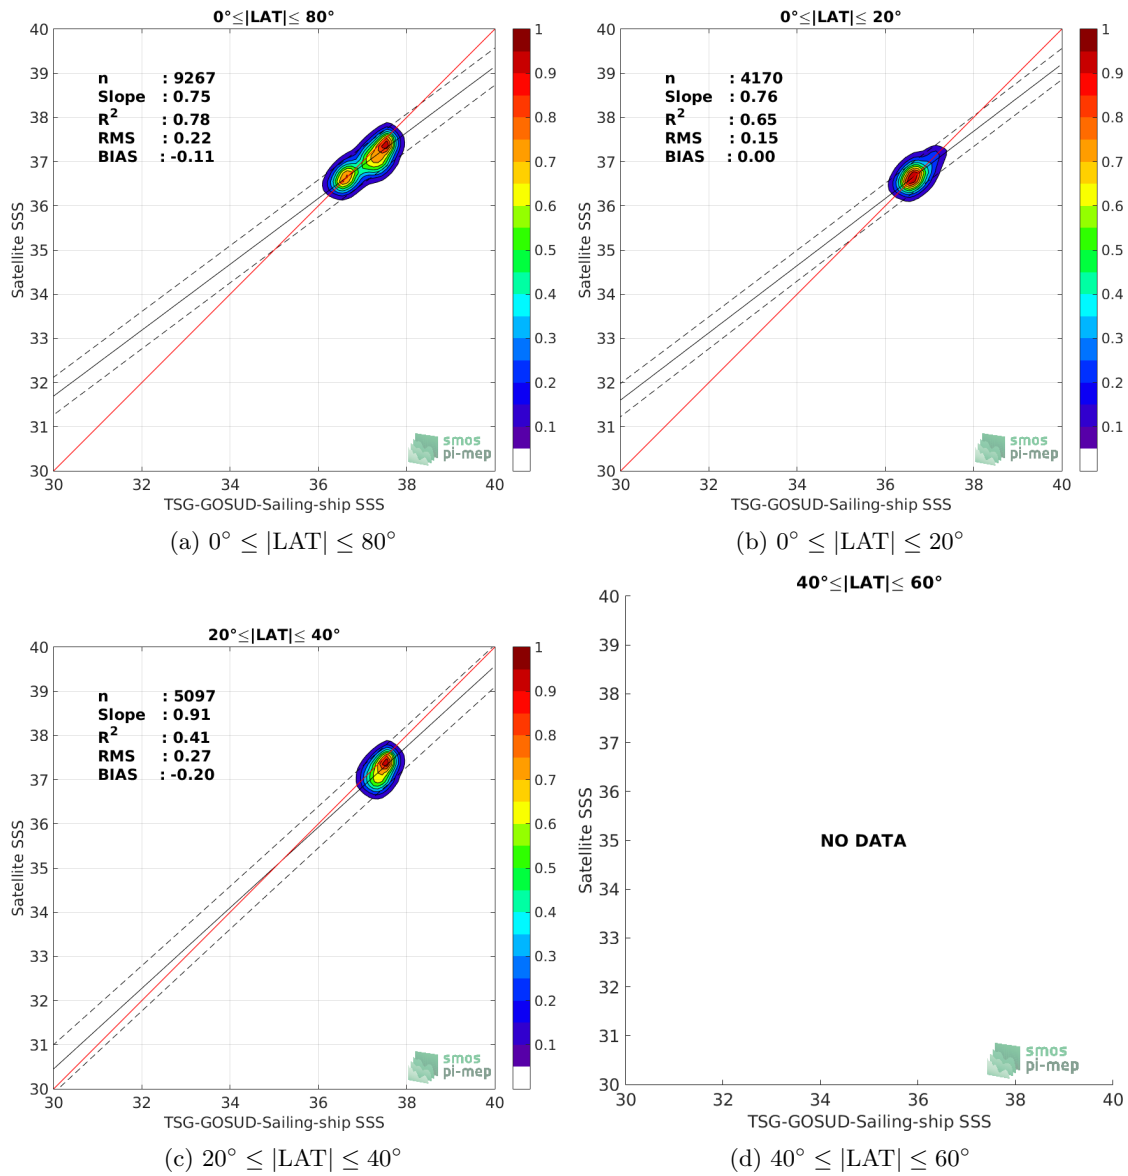 0°≤|LAT|≤ 80°
40
39
38
37
36
35
34
33
32
31
30
n : 9267
Slope : 0.75
R2 : 0.78
RMS : 0.22
BIAS : -0.11
Satellite SSS
smos
pi-mep
30 32 34 36 38 40
TSG-GOSUD-Sailing-ship SSS
1
0.9
0.8
0.7
0.6
0.5
0.4
0.3
0.2
0.1
(a) 0° ≤ |LAT| ≤ 80°
0°≤|LAT|≤ 20°
40
39
38
37
36
35
34
33
32
31
30
n : 4170
Slope : 0.76
R2 : 0.65
RMS : 0.15
BIAS : 0.00
Satellite SSS
smos
pi-mep
30 32 34 36 38 40
TSG-GOSUD-Sailing-ship SSS
1
0.9
0.8
0.7
0.6
0.5
0.4
0.3
0.2
0.1
(b) 0° ≤ |LAT| ≤ 20°
20°≤|LAT|≤ 40°
40
39
38
37
36
35
34
33
32
31
30
n : 5097
Slope : 0.91
R2 : 0.41
RMS : 0.27
BIAS : -0.20
Satellite SSS
smos
pi-mep
30 32 34 36 38 40
TSG-GOSUD-Sailing-ship SSS
1
0.9
0.8
0.7
0.6
0.5
0.4
0.3
0.2
0.1
(c) 20° ≤ |LAT| ≤ 40°
40°≤|LAT|≤ 60°
40
39
38
37
36
35
34
33
32
31
30
NO DATA
Satellite SSS
smos
pi-mep
30 32 34 36 38 40
TSG-GOSUD-Sailing-ship SSS
(d) 40° ≤ |LAT| ≤ 60°